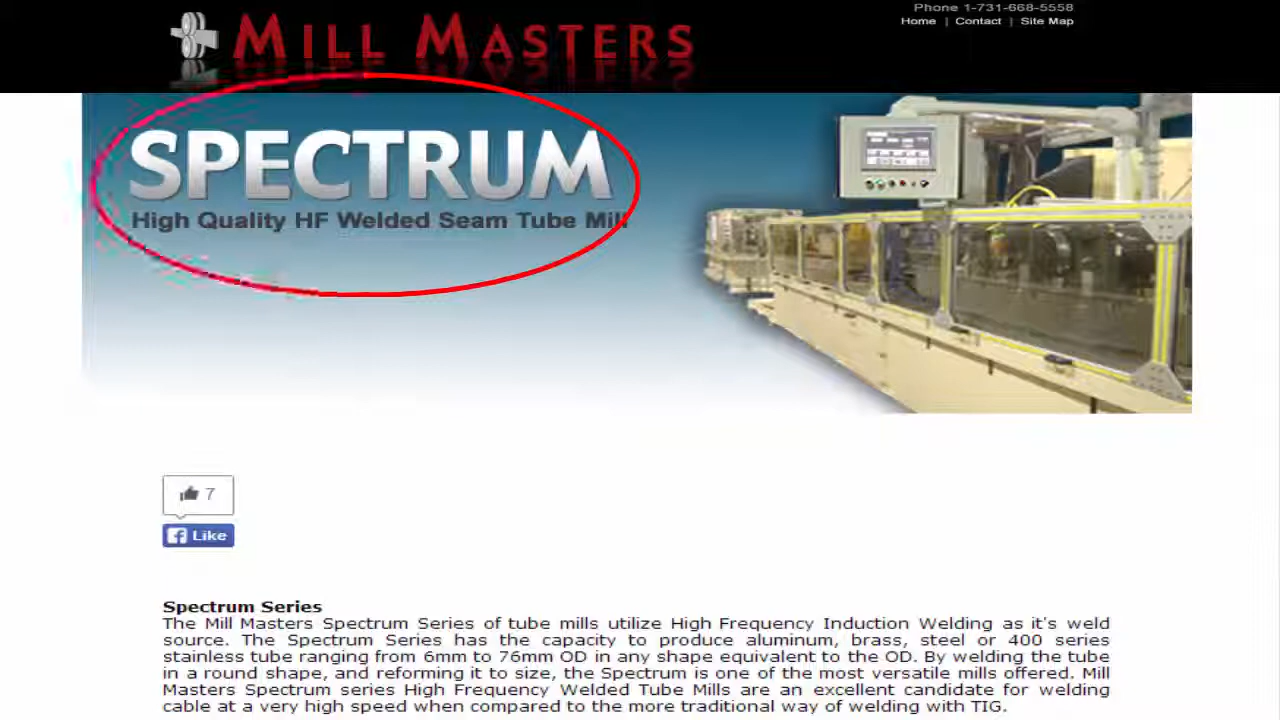 Phone 1-731-668-5558
Home | Contact | Site Map
MILL MASTERS
SPECTRUM
High Quality HF Welded Seam Tube Mill
7
Like
Spectrum Series
The Mill Masters Spectrum Series of tube mills utilize High Frequency Induction Welding as it's weld
source. The Spectrum Series has the capacity to produce aluminum, brass, steel or 400 series
stainless tube ranging from 6mm to 76mm OD in any shape equivalent to the OD. By welding the tube
in a round shape, and reforming it to size, the Spectrum is one of the most versatile mills offered. Mill
Masters Spectrum series High Frequency Welded Tube Mills are an excellent candidate for welding
cable at a very high speed when compared to the more traditional way of welding with TIG.